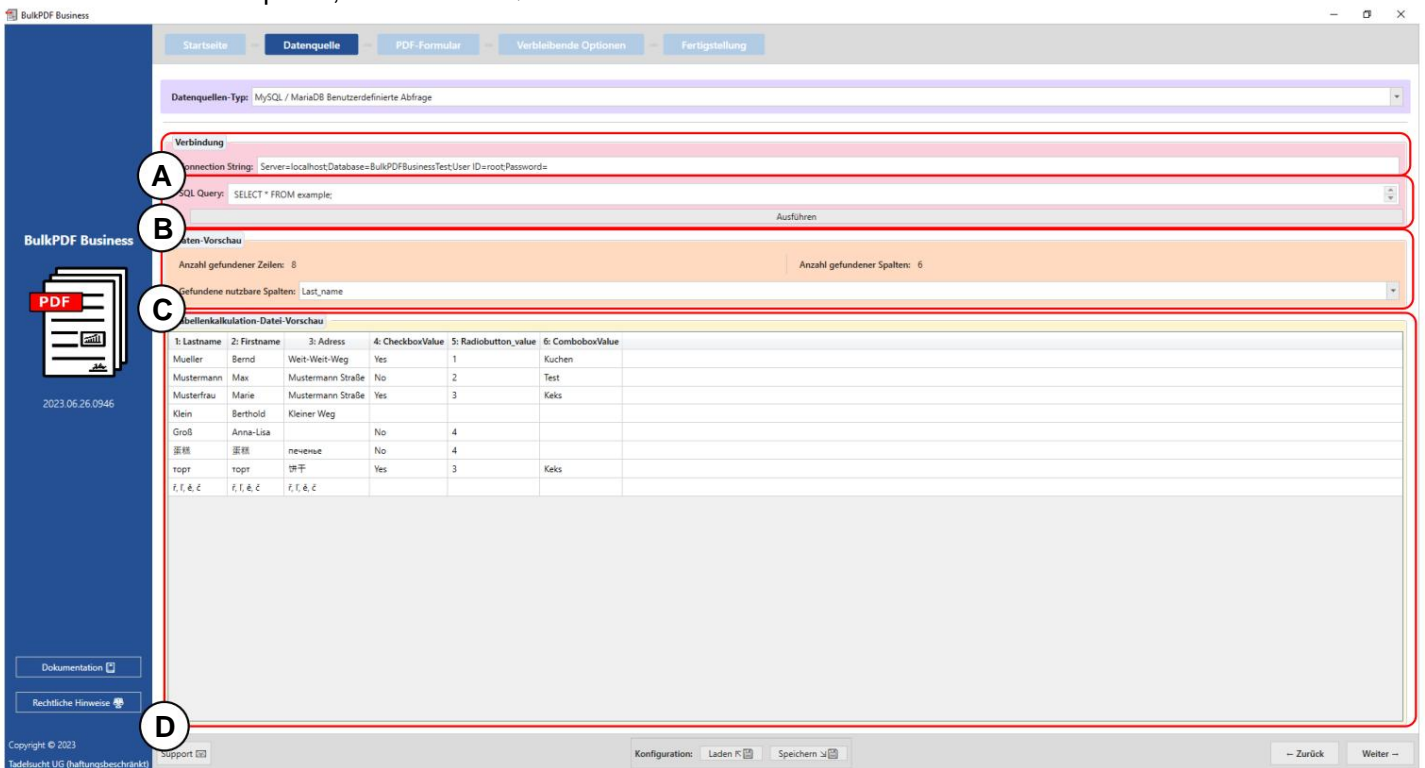 BulkPDF Business
Startseite
Datenquelle
PDF-Formular
Verbleibende Optionen
Fertigstellung
Datenquellen-Typ: MySQL / MariaDB Benutzerdefinierte Abfrage
Verbindung
onnection String: Server=localhost;Database=BulkPDFBusinessTest;User ID=root;Password=
A
SQL Query: SELECT * FROM example;
Ausführen
B
BulkPDF Business
PDF
2023.06.26.0946
aten-Vorschau
Anzahl gefundener Zeilen: 8 Anzahl gefundener Spalten: 6
Gefundene nutzbare Spalten: Last_name
C
abellenkalkulation-Datei-Vorschau
1: Lastname 2: Firstname 3: Adress 4: CheckboxValue 5: Radiobutton_value 6: ComboboxValue
Mueller Bernd Weit-Weit-Weg Yes 1 Kuchen
Mustermann Max Mustermann Straße No 2 Test
Musterfrau Marie Mustermann Straße Yes 3 Keks
Klein Berthold Kleiner Weg
Groß Anna-Lisa No 4
蛋糕 蛋糕 печенье No 4
торт торт 饼干 Yes 3 Keks
Dokumentation
Rechtliche Hinweise
D
Copyright © 2023
Tadelsucht UG (haftungsbeschränkt)
Support
Konfiguration: Laden Speichern
← Zurück Weiter →